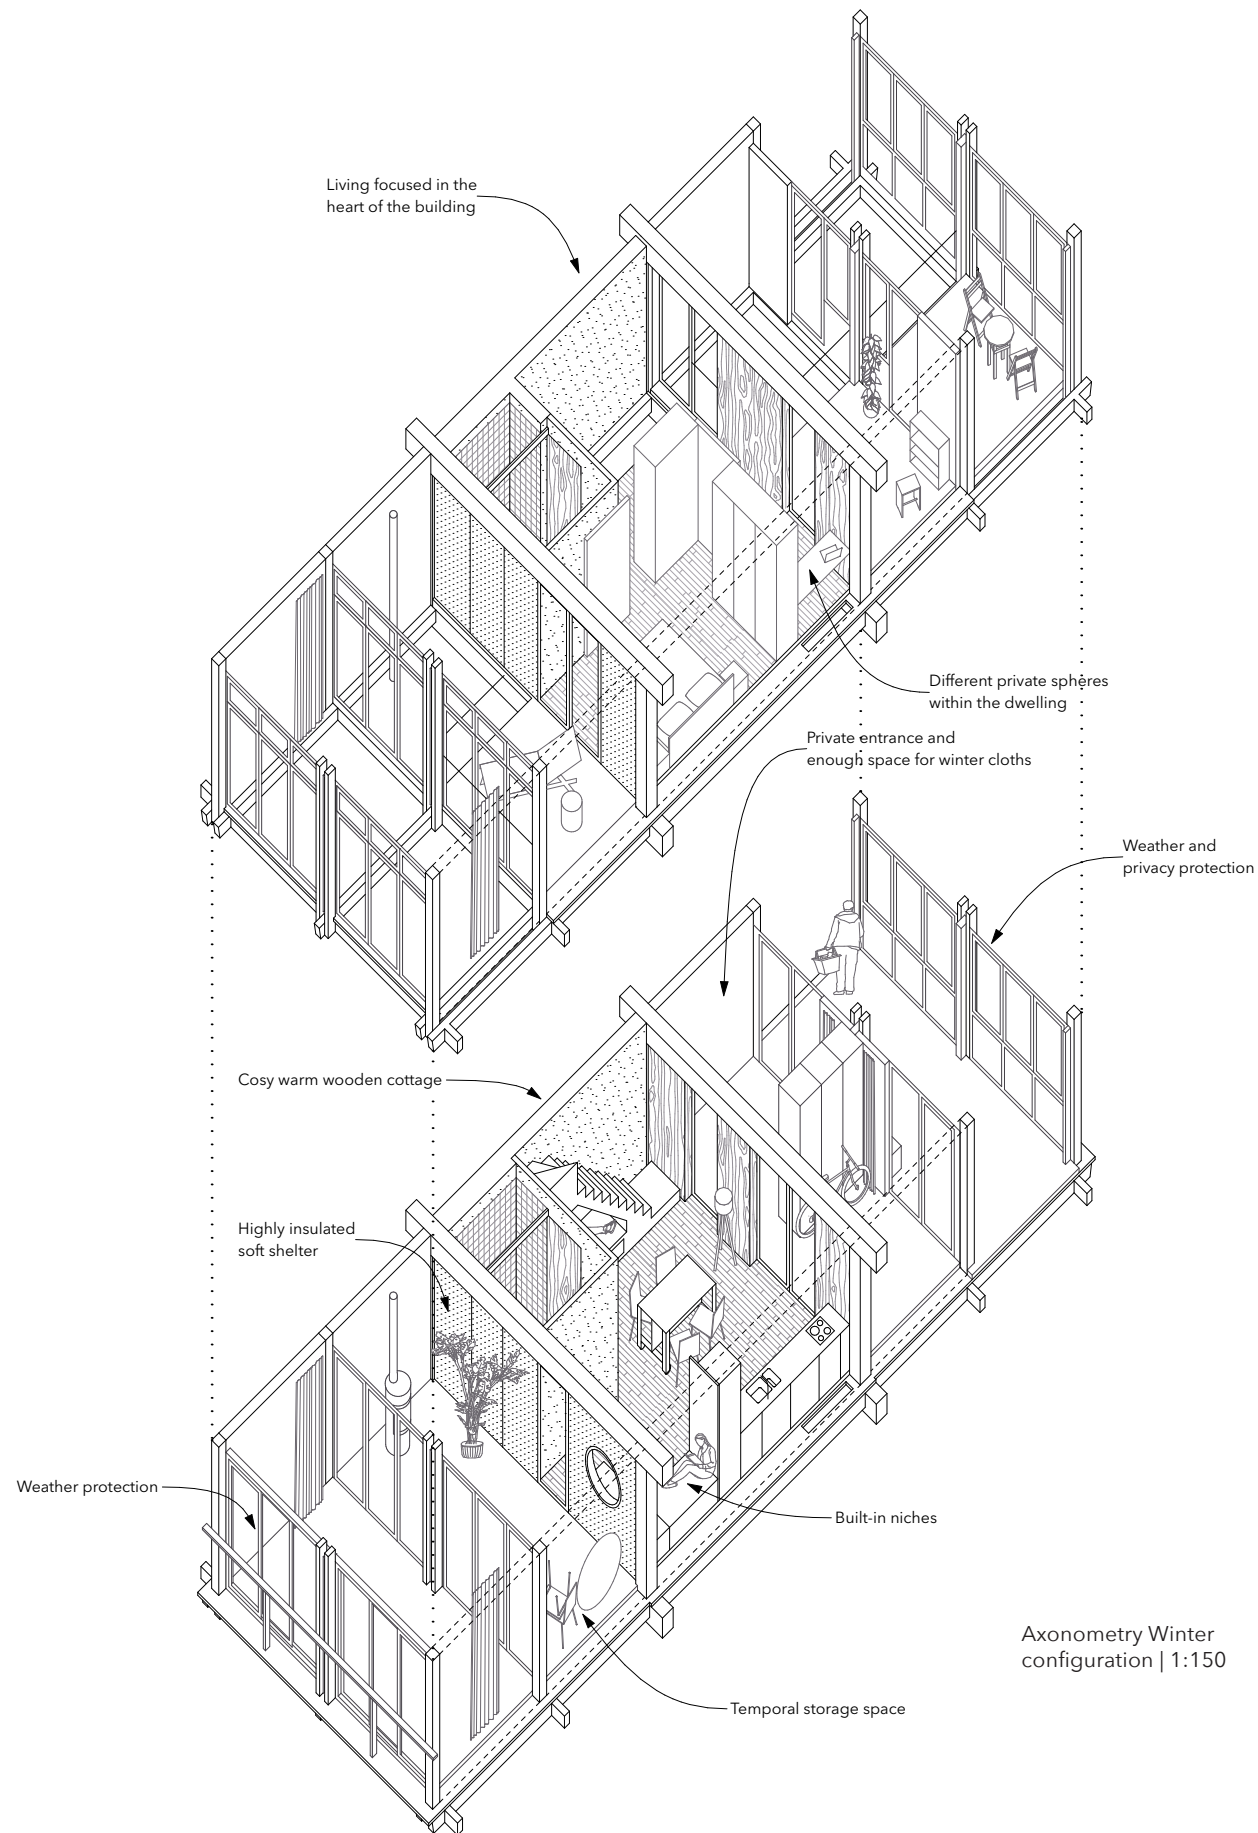 Living focused in the
heart of the building
Different private spheres
within the dwelling
Private entrance and
enough space for winter cloths
Weather and
privacy protection
Cosy warm wooden cottage
Highly insulated
soft shelter
Weather protection
Built-in niches
Axonometry Winter
configuration | 1:150
Temporal storage space